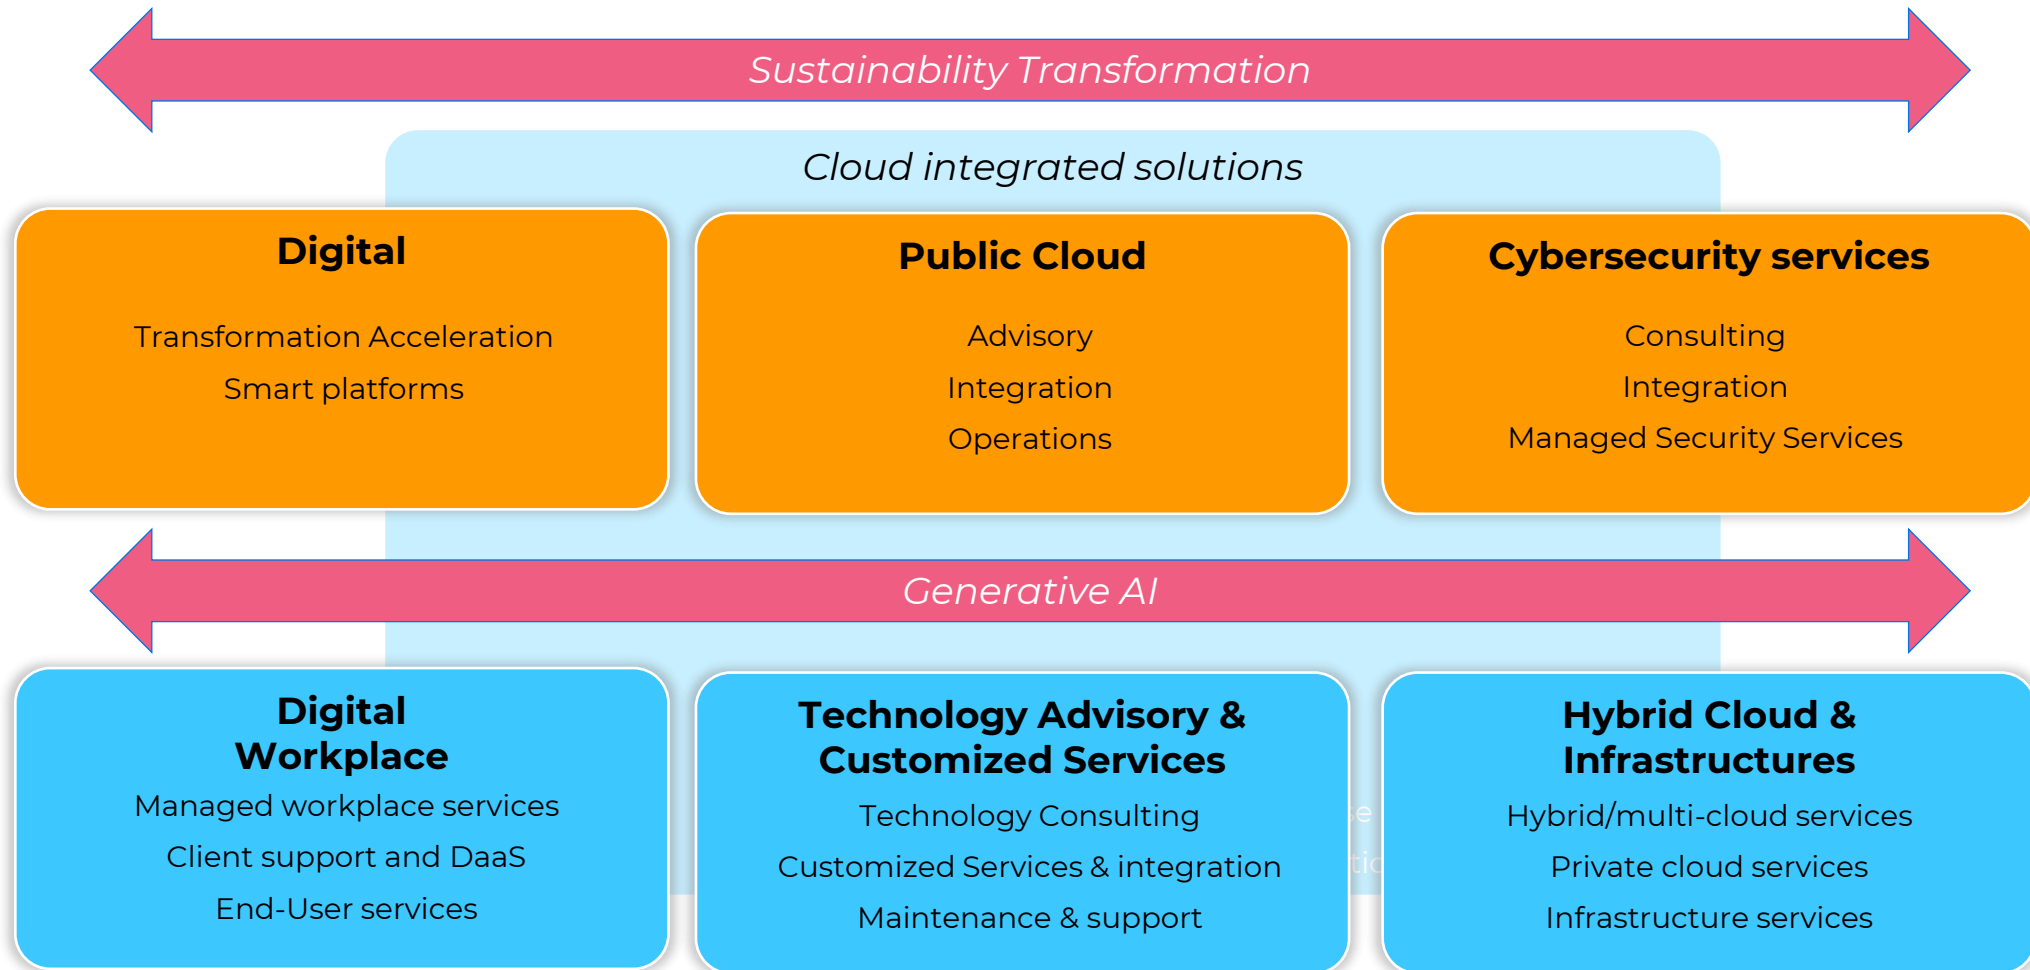 Sustainability Transformation
Cloud integrated solutions
Digital
Transformation Acceleration
Smart platforms
Public Cloud
Advisory
Integration
Operations
Cybersecurity services
Consulting
Integration
Managed Security Services
Generative AI
Digital
Workplace
Managed workplace services
Client support and DaaS
End-User services
Technology Advisory &
Customized Services
Technology Consulting
Customized Services & integration
Maintenance & support
Hybrid Cloud &
Infrastructures
Hybrid/multi-cloud services
Private cloud services
Infrastructure services